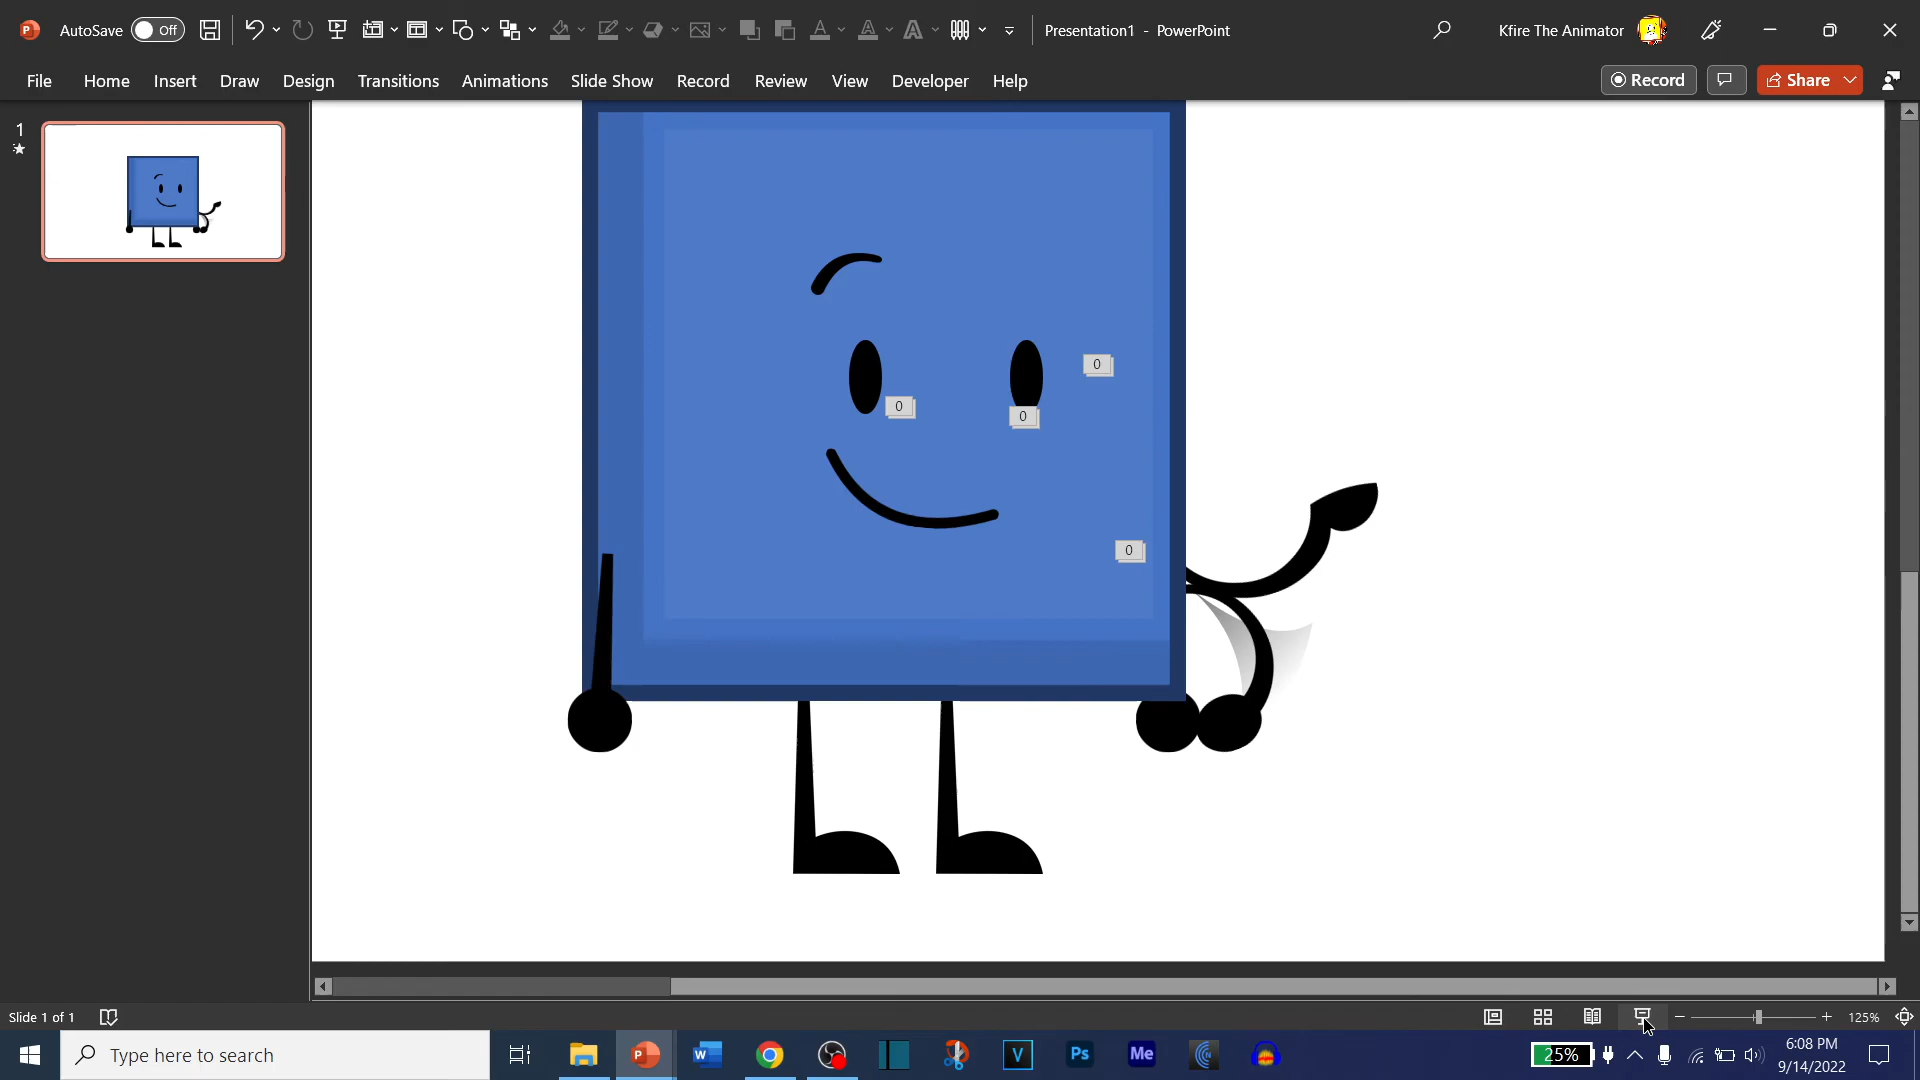 AutoSave Off Presentation1 - PowerPoint Kfire The Animator
File Home Insert Draw Design Transitions Animations Slide Show Record Review View Developer Help Record Share
1
0
0
0
0
Slide 1 of 1 125%
Type here to search W V Ps Me 25% 6:08 PM
9/14/2022